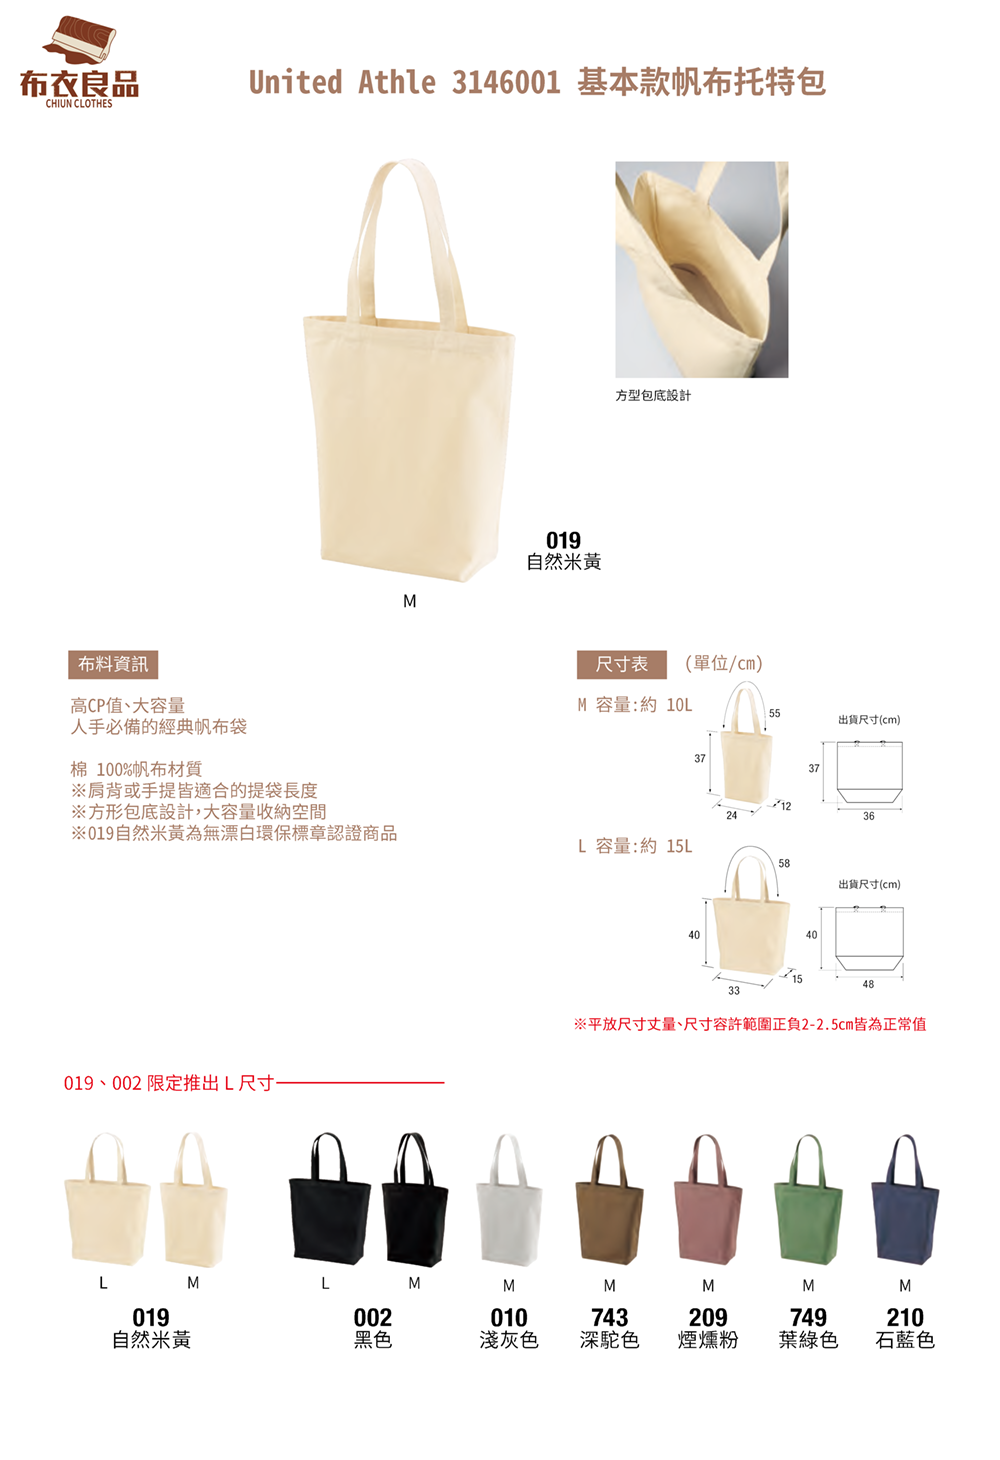 布衣良品
CHIUN CLOTHES
United Athle 3146001 基本款帆布托特包
方型包底設計
019
自然米黃
M
布料資訊
高CP值、大容量
人手必備的經典帆布袋
棉 100%帆布材質
※肩背或手提皆適合的提袋長度
※方形包底設計，大容量收納空間
※019自然米黃為無漂白環保標章認證商品
尺寸表 (單位/cm)
M 容量:約 10L
55
37
24
12
出貨尺寸(cm)
37
36
L 容量:約 15L
58
40
33
15
出貨尺寸(cm)
40
48
※平放尺寸丈量、尺寸容許範圍正負2-2.5cm皆為正常值
019、002 限定推出 L 尺寸
L M L M M M M M M
019 002 010 743 209 749 210
自然米黃 黑色 淺灰色 深駝色 煙燻粉 葉綠色 石藍色